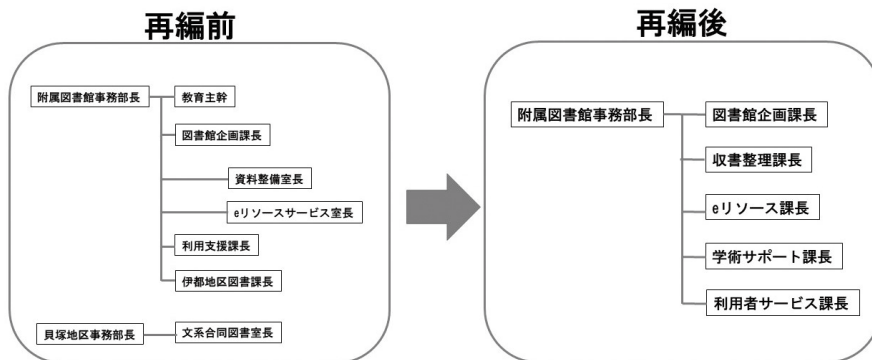 再編前
附属図書館事務部長
教育主幹
図書館企画課長
資料整備室長
eリソースサービス室長
利用支援課長
伊都地区図書課長
貝塚地区事務部長
文系合同図書室長
再編後
附属図書館事務部長
図書館企画課長
収書整理課長
eリソース課長
学術サポート課長
利用者サービス課長